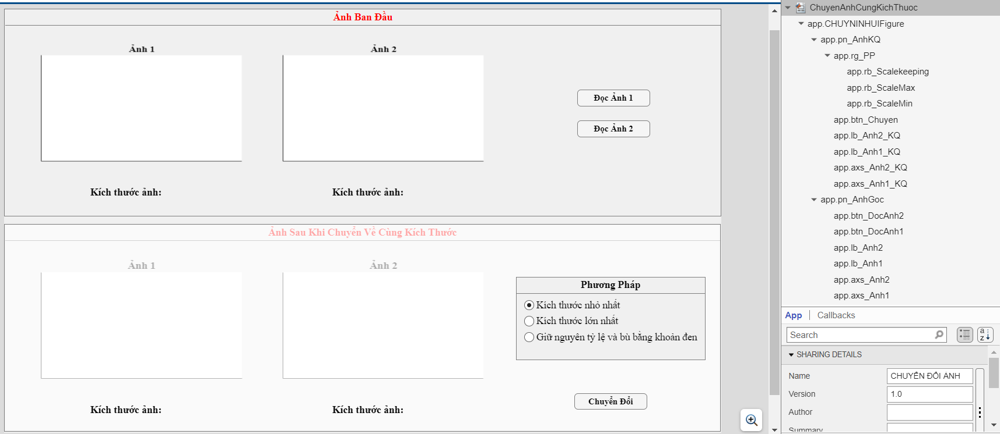 Ảnh Ban Đầu
Ảnh 1
Ảnh 2
Đọc Ảnh 1
Đọc Ảnh 2
Kích thước ảnh:
Kích thước ảnh:
Ảnh Sau Khi Chuyển Về Cùng Kích Thước
Ảnh 1
Ảnh 2
Phương Pháp
Kích thước nhỏ nhất
Kích thước lớn nhất
Giữ nguyên tỷ lệ và bù bằng khoản đen
Chuyển Đổi
Kích thước ảnh:
Kích thước ảnh:
ChuyenAnhCungKichThuoc
app.CHUYNINHUIFigure
app.pn_AnhKQ
app.rg_PP
app.rb_Scalekeeping
app.rb_ScaleMax
app.rb_ScaleMin
app.btn_Chuyen
app.lb_Anh2_KQ
app.lb_Anh1_KQ
app.axs_Anh2_KQ
app.axs_Anh1_KQ
app.pn_AnhGoc
app.btn_DocAnh2
app.btn_DocAnh1
app.lb_Anh2
app.lb_Anh1
app.axs_Anh2
app.axs_Anh1
App | Callbacks
Search
a z
SHARING DETAILS
Name CHUYỂN ĐỔI ẢNH
Version 1.0
Author
Summary